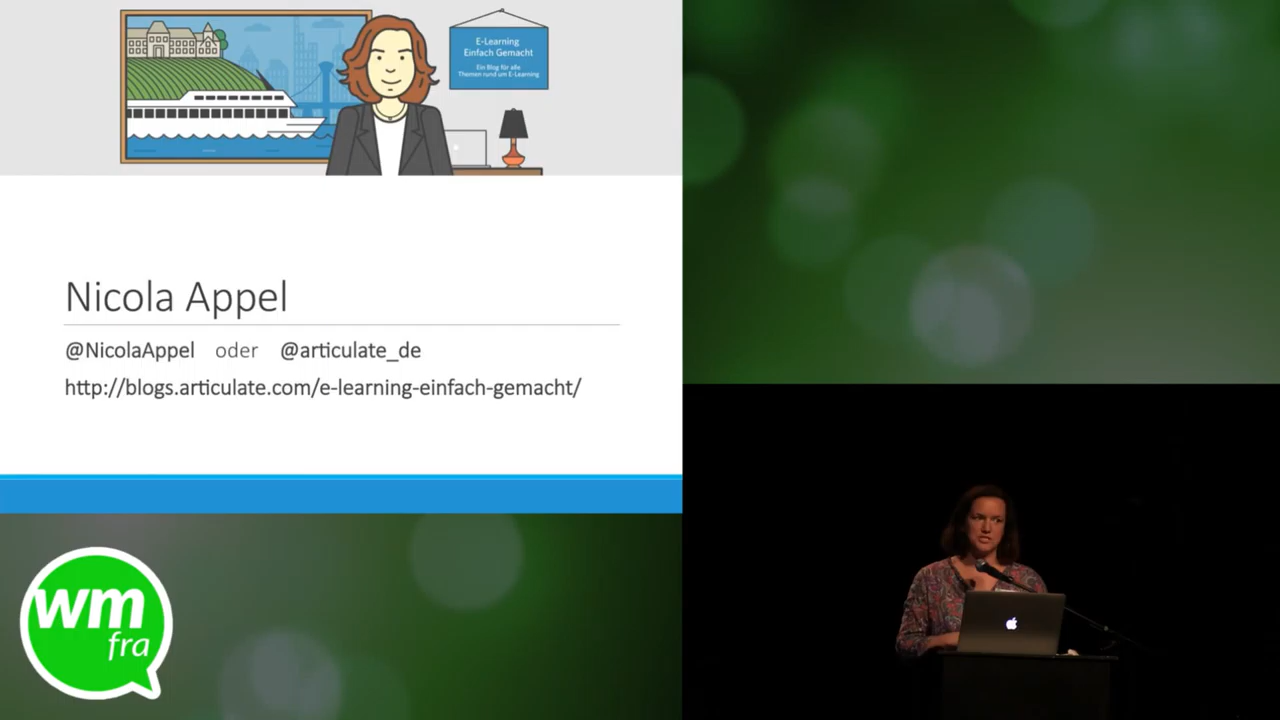 E-Learning
Einfach Gemacht
Ein Blog für alle
Themen rund um E-Learning
Nicola Appel
@NicolaAppel oder @articulate_de
http://blogs.articulate.com/e-learning-einfach-gemacht/
wm
fra